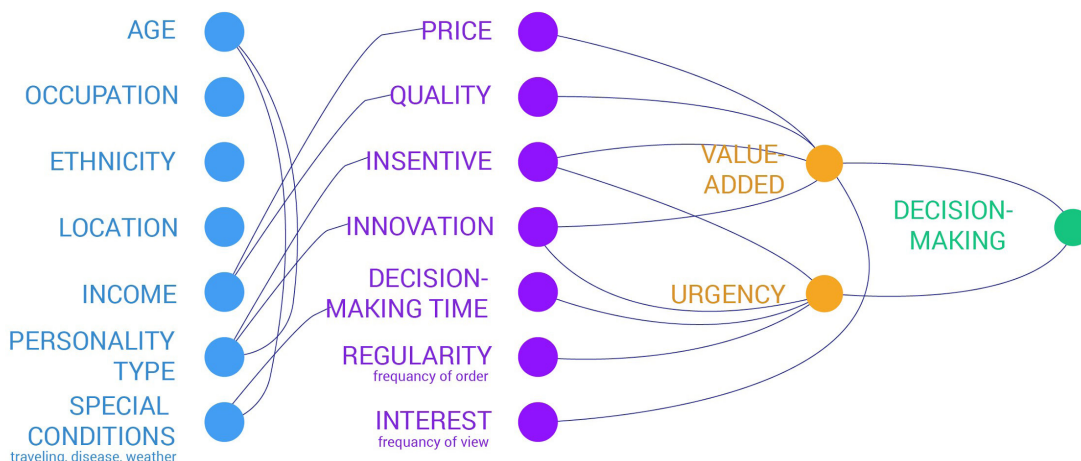 AGE
OCCUPATION
ETHNICITY
LOCATION
INCOME
PERSONALITY
TYPE
SPECIAL
CONDITIONS
traveling, disease, weather
PRICE
QUALITY
INSENTIVE
INNOVATION
DECISION-
MAKING TIME
REGULARITY
frequancy of order
INTEREST
frequancy of view
VALUE-
ADDED
URGENCY
DECISION-
MAKING